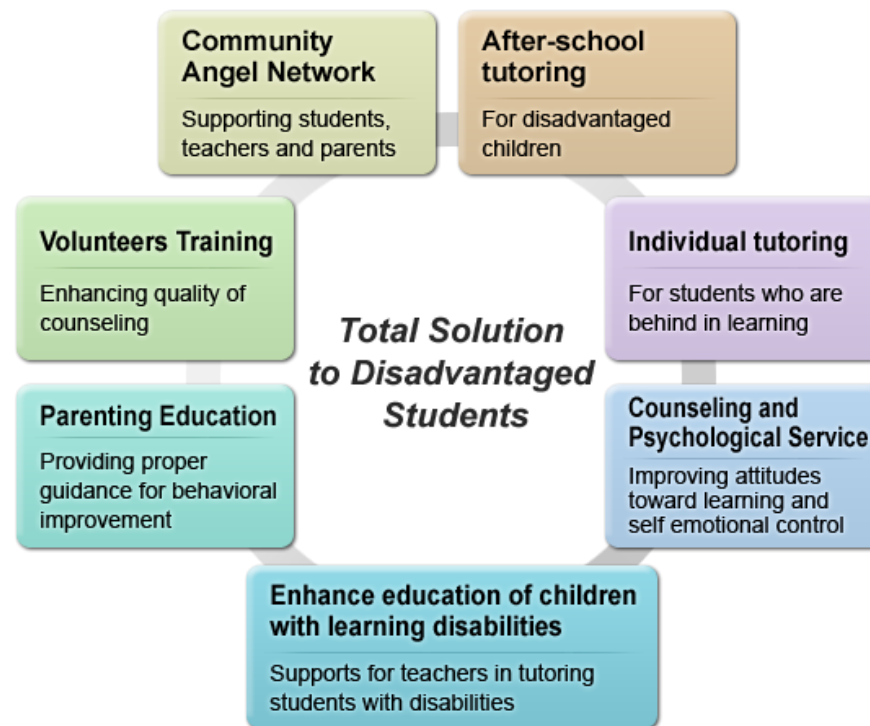 Community
Angel Network
Supporting students,
teachers and parents
After-school
tutoring
For disadvantaged
children
Volunteers Training
Enhancing quality of
counseling
Individual tutoring
For students who are
behind in learning
Total Solution
to Disadvantaged
Students
Parenting Education
Providing proper
guidance for behavioral
improvement
Counseling and
Psychological Service
Improving attitudes
toward learning and
self emotional control
Enhance education of children
with learning disabilities
Supports for teachers in tutoring
students with disabilities